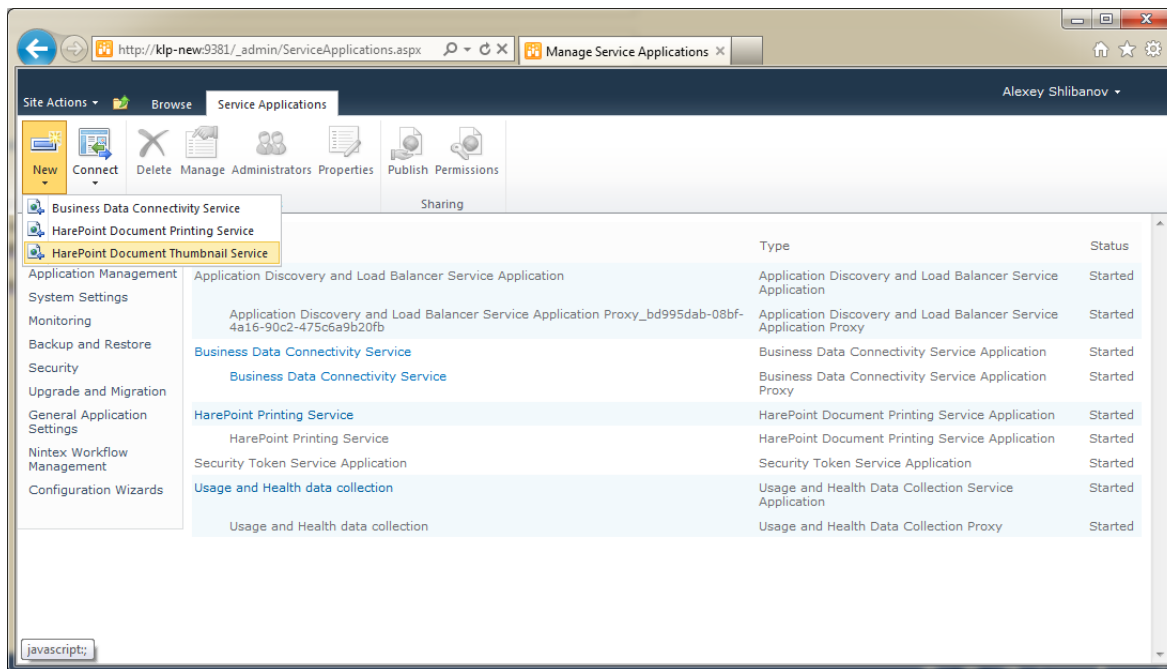 http://klp-new:9381/_admin/ServiceApplications.aspx
Manage Service Applications
Site Actions
Browse
Service Applications
Alexey Shlibanov
New
Connect
Delete
Manage
Administrators
Properties
Publish
Permissions
Sharing
Business Data Connectivity Service
HarePoint Document Printing Service
HarePoint Document Thumbnail Service
Type
Status
Application Management
System Settings
Monitoring
Backup and Restore
Security
Upgrade and Migration
General Application
Settings
Nintex Workflow
Management
Configuration Wizards
Application Discovery and Load Balancer Service Application
Application Discovery and Load Balancer Service
Application
Started
Application Discovery and Load Balancer Service Application Proxy_bd995dab-08bf-
4a16-90c2-475c6a9b20fb
Application Discovery and Load Balancer Service
Application Proxy
Started
Business Data Connectivity Service
Business Data Connectivity Service Application
Started
Business Data Connectivity Service
Business Data Connectivity Service Application
Proxy
Started
HarePoint Printing Service
HarePoint Document Printing Service Application
Started
HarePoint Printing Service
HarePoint Document Printing Service Application
Started
Security Token Service Application
Security Token Service Application
Started
Usage and Health data collection
Usage and Health Data Collection Service
Application
Started
Usage and Health data collection
Usage and Health Data Collection Proxy
Started
javascript:;